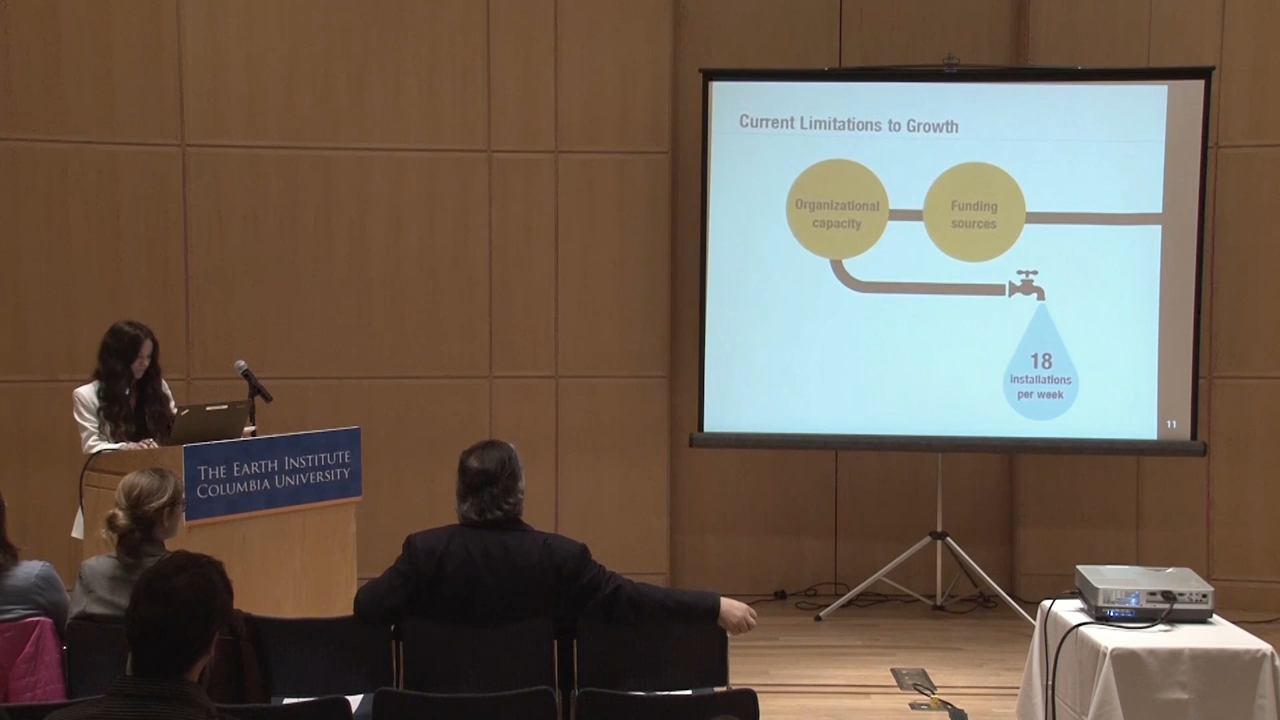 Current Limitations to Growth
Organizational
capacity
Funding
sources
18
installations
per week
11
THE EARTH INSTITUTE
COLUMBIA UNIVERSITY